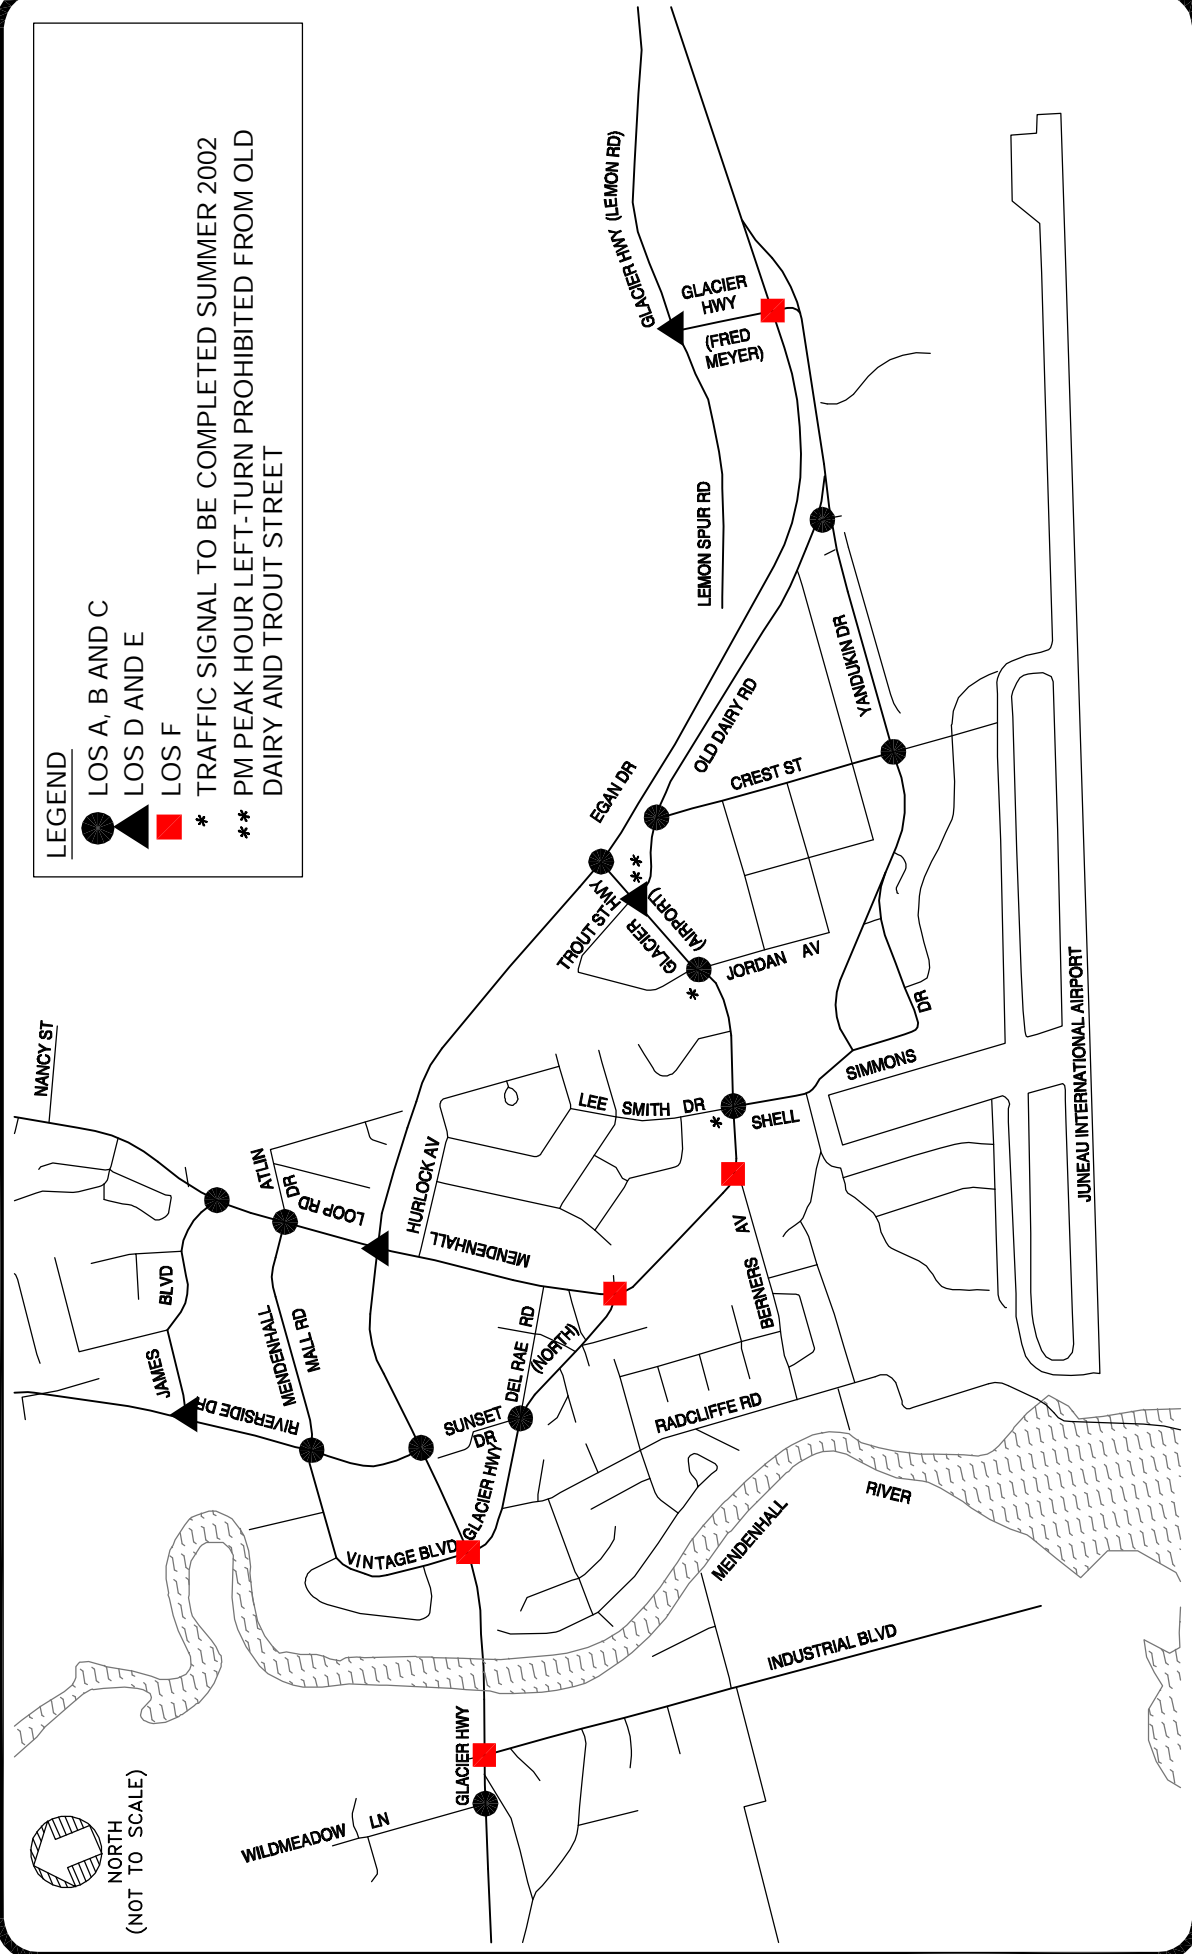 LEGEND
LOS A, B AND C
LOS D AND E
LOS F
* TRAFFIC SIGNAL TO BE COMPLETED SUMMER 2002
** PM PEAK HOUR LEFT-TURN PROHIBITED FROM OLD
DAIRY AND TROUT STREET
NORTH
(NOT TO SCALE)
WILDMEADOW LN
GLACIER HWY
INDUSTRIAL BLVD
MENDENHALL
RIVER
VINTAGE BLVD
GLACIER HWY
SUNSET
DR
DEL RAE RD
(NORTH)
RADCLIFFE RD
RIVERSIDE DR
JAMES
BLVD
MENDENHALL
MALL RD
ATLIN
DR
LOOP RD
MENDENHALL
HURLOCK AV
NANCY ST
LEE SMITH DR
*
SHELL
SIMMONS
DR
BERNERS
AV
JUNEAU INTERNATIONAL AIRPORT
JORDAN AV
*
TROUT ST
HWY
GLACIER
(AIRPORT)
**
EGAN DR
CREST ST
OLD DAIRY RD
YANDUKIN DR
LEMON SPUR RD
GLACIER HWY (LEMON RD)
GLACIER
HWY
(FRED
MEYER)